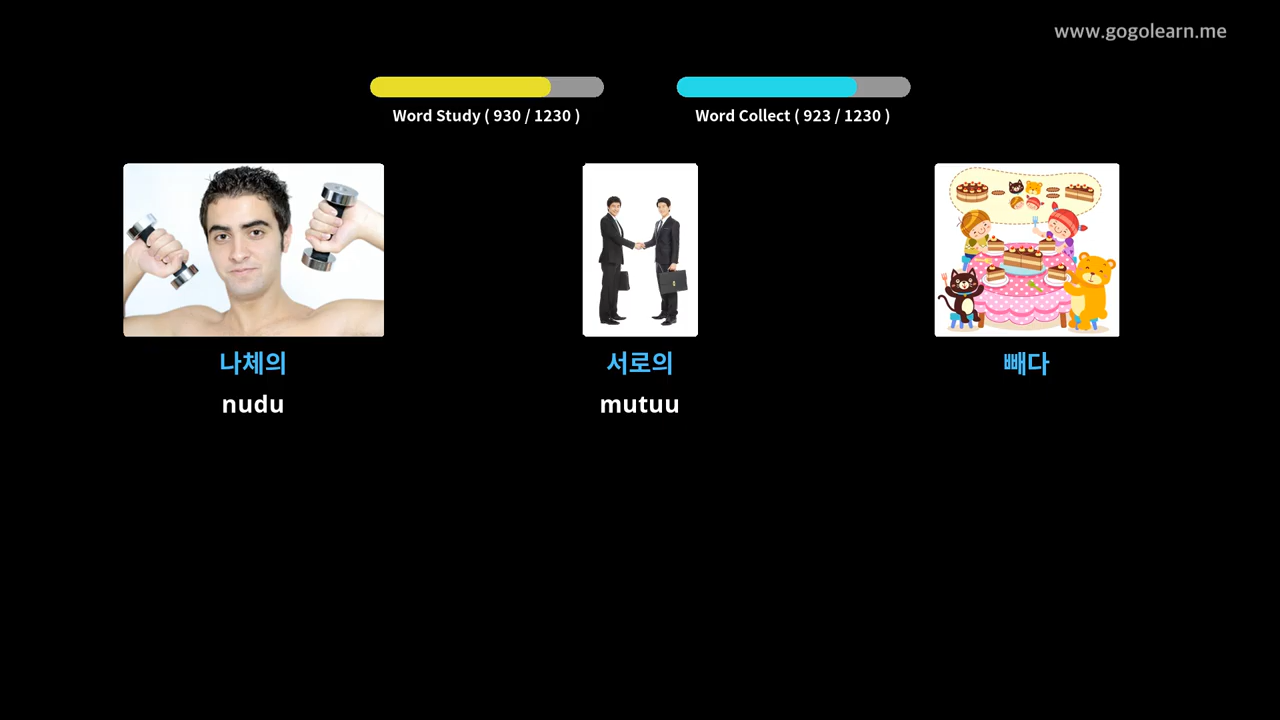 www.gogolearn.me
Word Study ( 930 / 1230 )
Word Collect ( 923 / 1230 )
나체의
서로의
빼다
nudu
mutuu